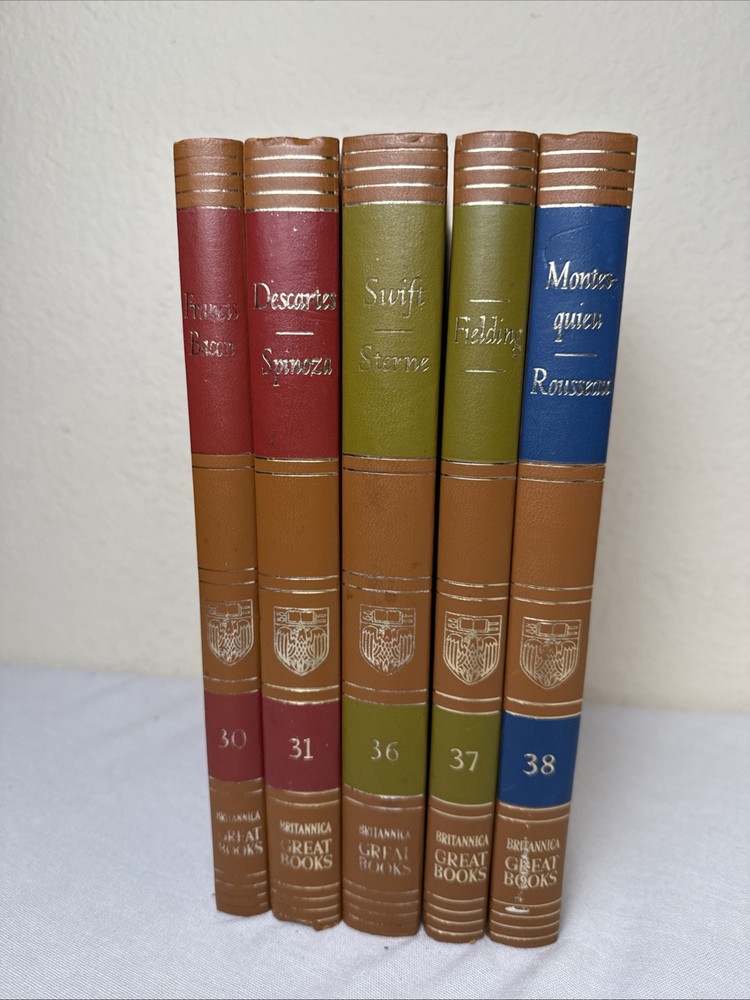 Francis
Bacon
30
BRITANNICA
GREAT
BOOKS
Descartes
Spinoza
31
BRITANNICA
GREAT
BOOKS
Swift
Sterne
36
BRITANNICA
GREAT
BOOKS
Fielding
37
BRITANNICA
GREAT
BOOKS
Montes-
quieu
Rousseau
38
BRITANNICA
GREAT
BOOKS